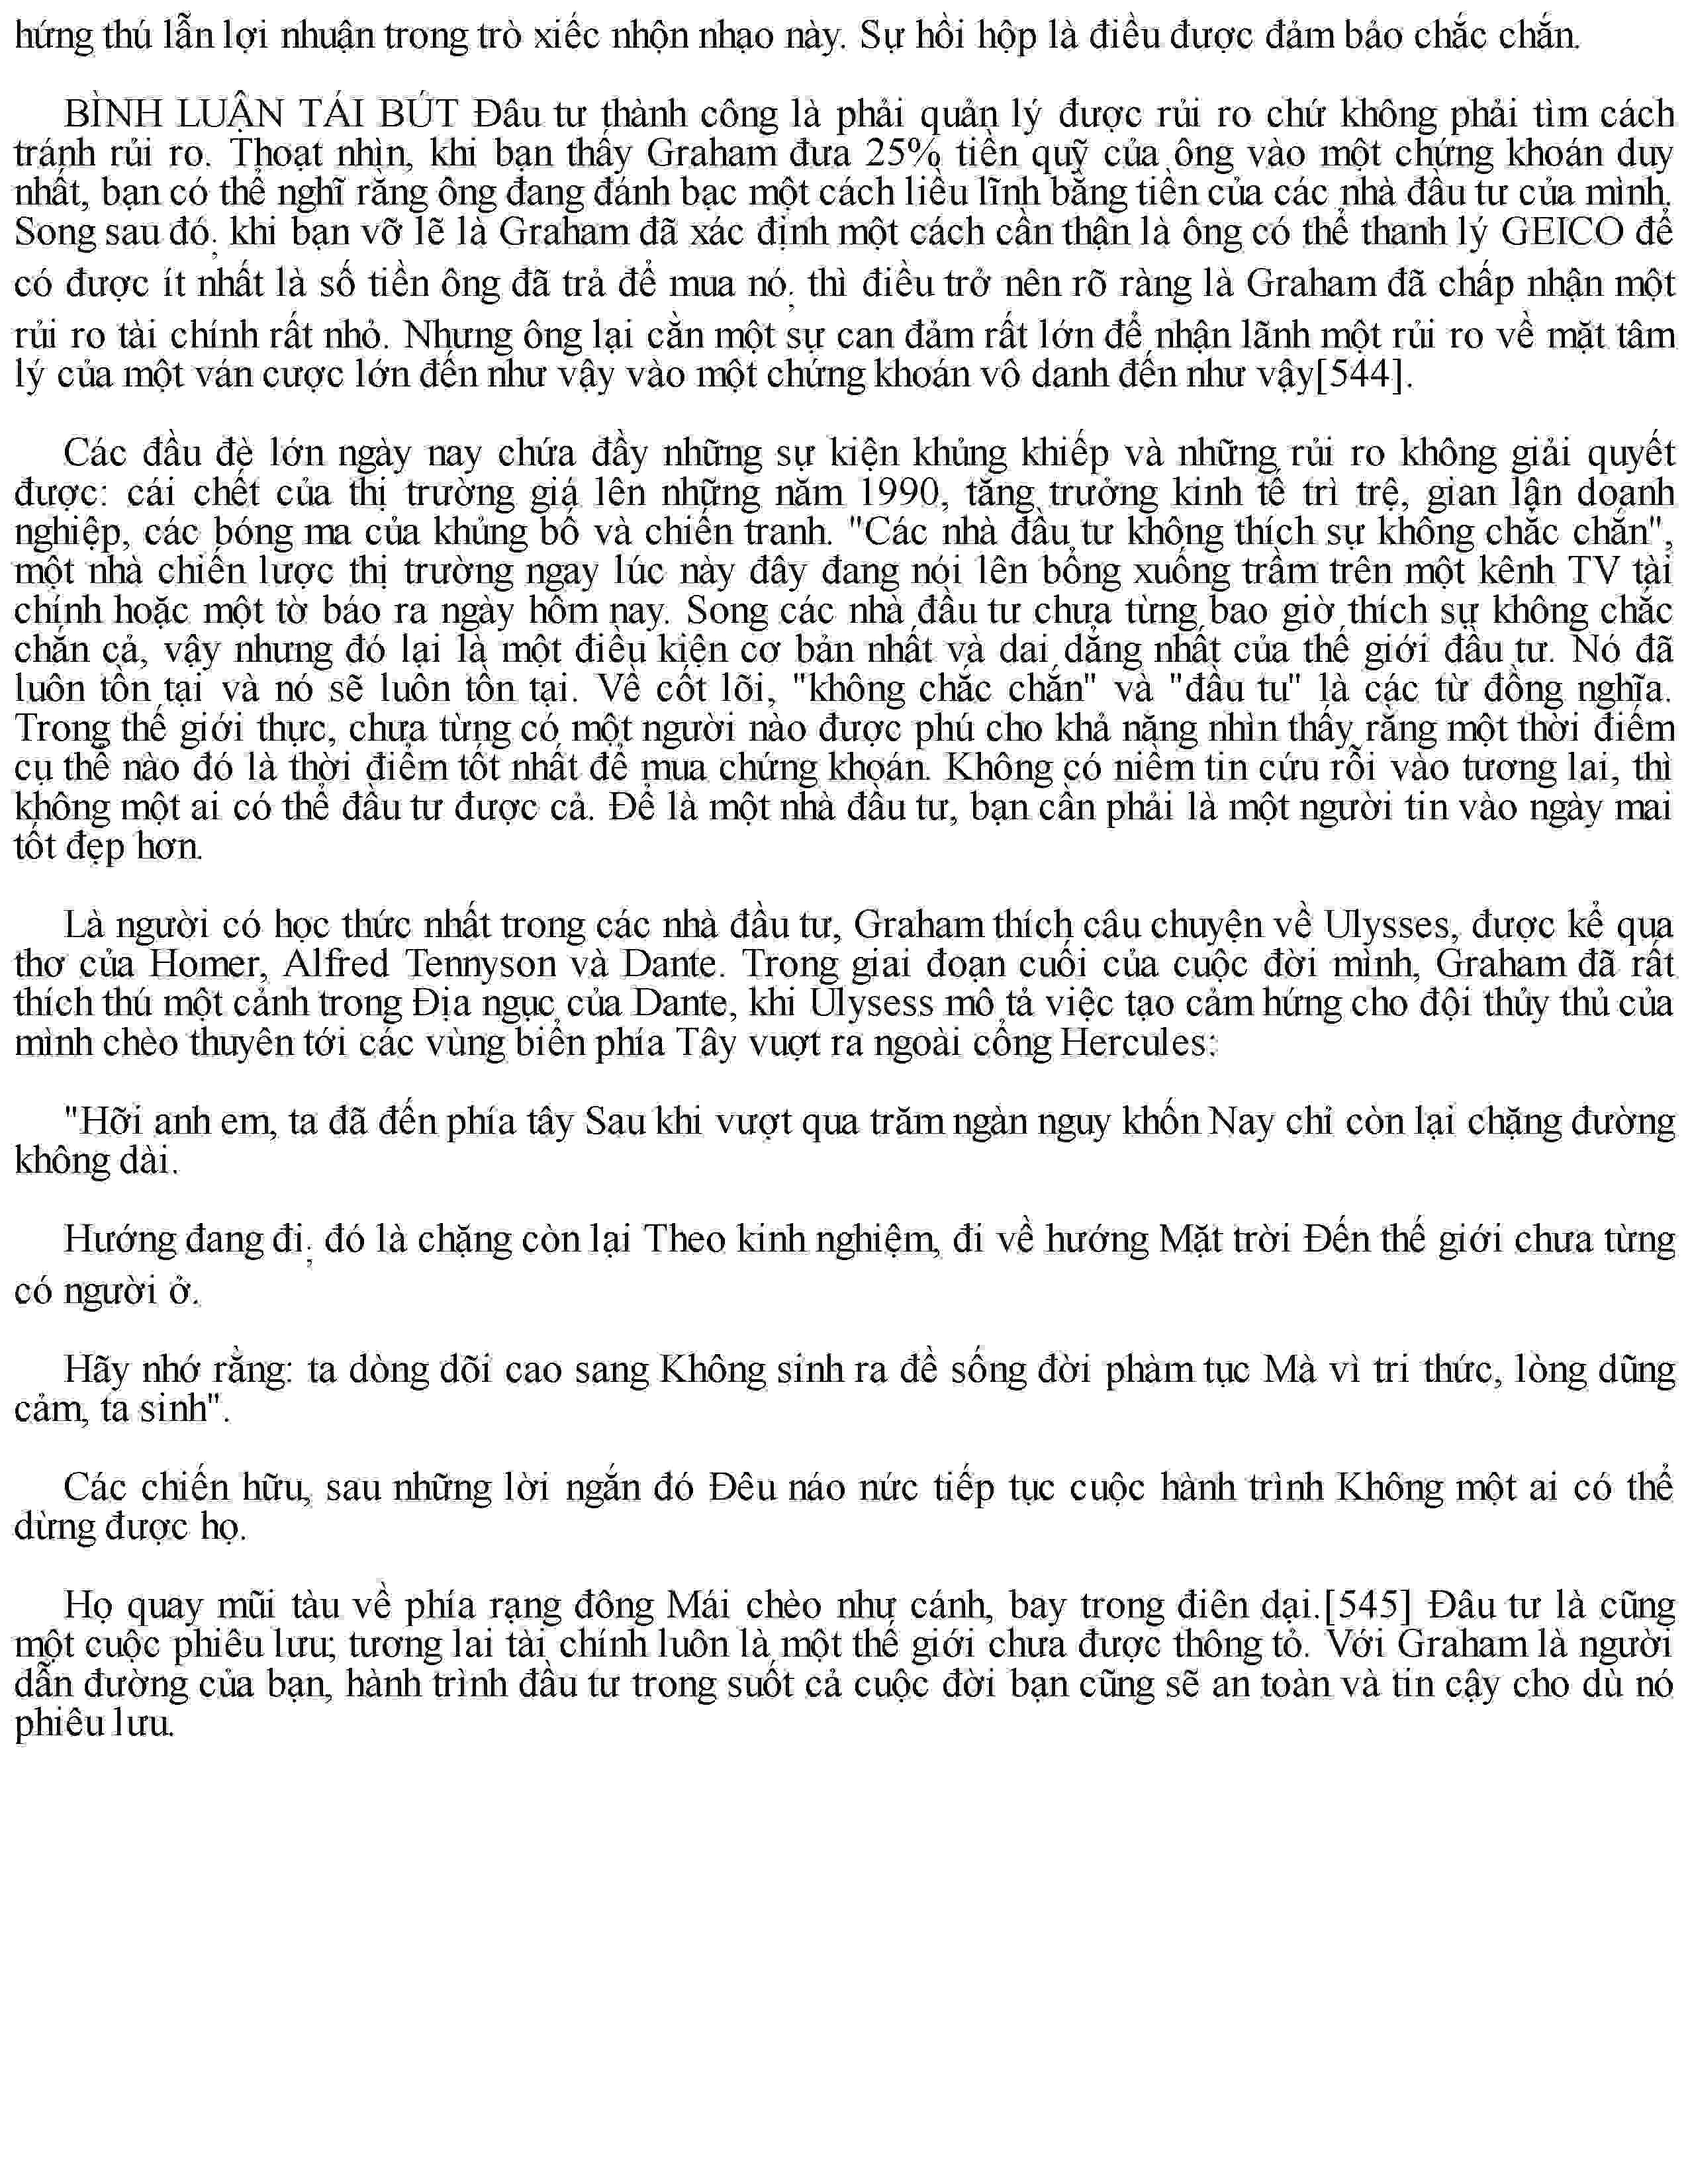 hứng thú lẫn lợi nhuận trong trò xiếc nhộn nhạo này. Sự hồi hộp là điều được đảm bảo chắc chắn.
BÌNH LUẬN TÁI BÚT Đâu tư thành công là phải quản lý được rủi ro chứ không phải tìm cách
tránh rủi ro. Thoạt nhìn, khi bạn thấy Graham đưa 25% tiền quỹ của ông vào một chứng khoán duy
nhất, bạn có thể nghĩ rằng ông đang đánh bạc một cách liều lĩnh bằng tiền của các nhà đầu tư của mình.
Song sau đó; khi bạn vỡ lẽ là Graham đã xác định một cách cần thận là ông có thể thanh lý GEICO để
có được ít nhất là số tiền ông đã trả để mua nó; thì điều trở nên rõ ràng là Graham đã chấp nhận một
rủi ro tài chính rất nhỏ. Nhưng ông lại cằn một sự can đảm rất lớn để nhận lãnh một rủi ro về mặt tâm
lý của một ván cược lớn đến như vậy vào một chứng khoán vô danh đến như vậy[544].
Các đầu đè lớn ngày nay chứa đầy những sự kiện khủng khiếp và những rủi ro không giải quyết
được: cái chết của thị trường giá lên những năm 1990, tăng trưởng kinh tế trì trệ, gian lận doanh
nghiệp, các bóng ma của khủng bố và chiến tranh. "Các nhà đầu tư không thích sự không chắc chắn",
một nhà chiến lược thị trường ngay lúc này đây đang nói lên bổng xuống trầm trên một kênh TV tài
chính hoặc một tờ báo ra ngày hôm nay. Song các nhà đầu tư chưa từng bao giờ thích sự không chắc
chắn cả, vậy nhưng đó lại là một điều kiện cơ bản nhất và dai dẳng nhất của thế giới đầu tư. Nó đã
luôn tồn tại và nó sẽ luôn tồn tại. Về cốt lõi, "không chắc chắn" và "đầu tu" là các từ đồng nghĩa.
Trong thế giới thực, chưa từng có một người nào được phú cho khả năng nhìn thấy rằng một thời điểm
cụ thể nào đó là thời điểm tốt nhất để mua chứng khoán. Không có niềm tin cứu rỗi vào tương lai, thì
không một ai có thể đầu tư được cả. Để là một nhà đầu tư, bạn cần phải là một người tin vào ngày mai
tốt đẹp hơn.
Là người có học thức nhất trong các nhà đầu tư, Graham thích câu chuyện về Ulysses, được kể qua
thơ của Homer, Alfred Tennyson và Dante. Trong giai đoạn cuối của cuộc đời mình, Graham đã rất
thích thú một cảnh trong Địa ngục của Dante, khi Ulysess mô tả việc tạo cảm hứng cho đội thủy thủ của
mình chèo thuyên tới các vùng biển phía Tây vuợt ra ngoài cổng Hercules:
"Hỡi anh em, ta đã đến phía tây Sau khi vượt qua trăm ngàn nguy khốn Nay chỉ còn lại chặng đường
không dài.
Hướng đang đi; đó là chặng còn lại Theo kinh nghiệm, đi về hướng Mặt trời Đến thế giới chưa từng
có người ở.
Hãy nhớ rằng: ta dòng dõi cao sang Không sinh ra đề sống đời phàm tục Mà vì tri thức, lòng dũng
cảm, ta sinh".
Các chiến hữu, sau những lời ngắn đó Đêu náo nức tiếp tục cuộc hành trình Không một ai có thể
dừng được họ.
Họ quay mũi tàu về phía rạng đông Mái chèo như cánh, bay trong điên dại.[545] Đâu tư là cũng
một cuộc phiêu lưu; tương lai tài chính luôn là một thế giới chưa được thông tỏ. Với Graham là người
dẫn đường của bạn, hành trình đầu tư trong suốt cả cuộc đời bạn cũng sẽ an toàn và tin cậy cho dù nó
phiêu lưu.